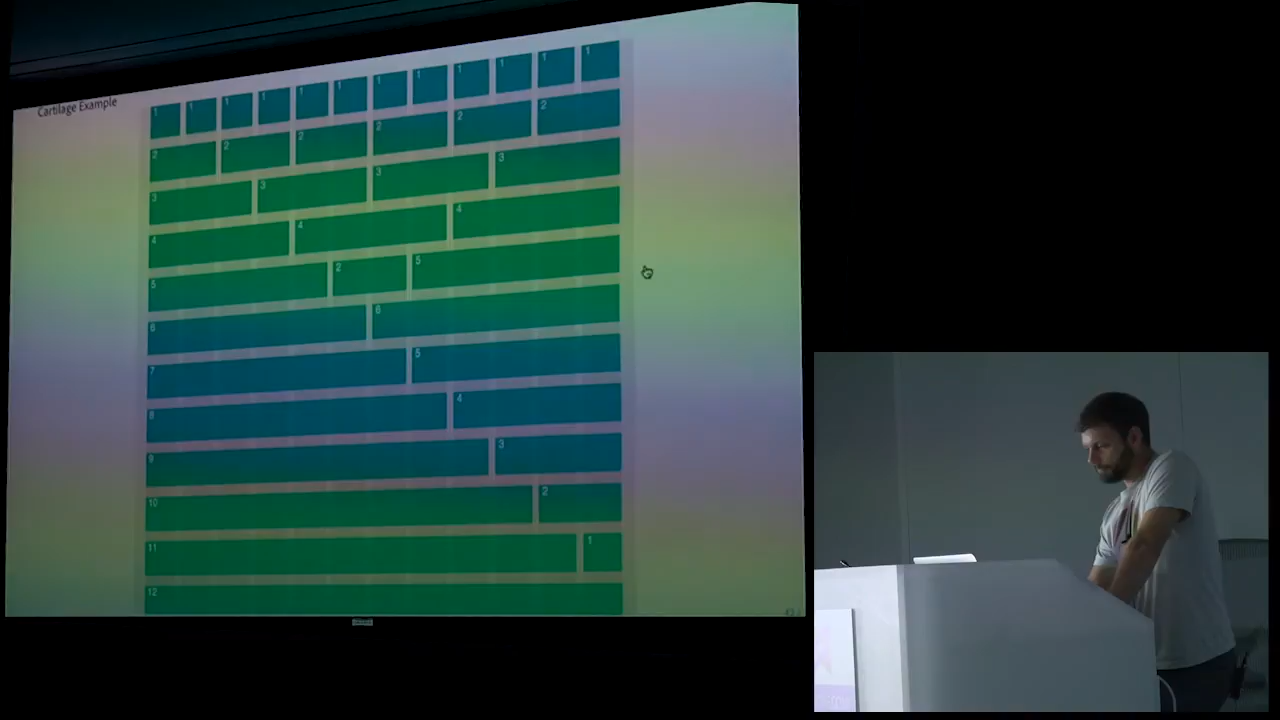 Cartilage Example
1 1 1 1 1 1 1 1 1 1 1 1
2 2 2 2 2 2
3 3 3 3
4 4 4
5 2 5
6 6
7 5
8 4
9 3
10 2
11 1
12